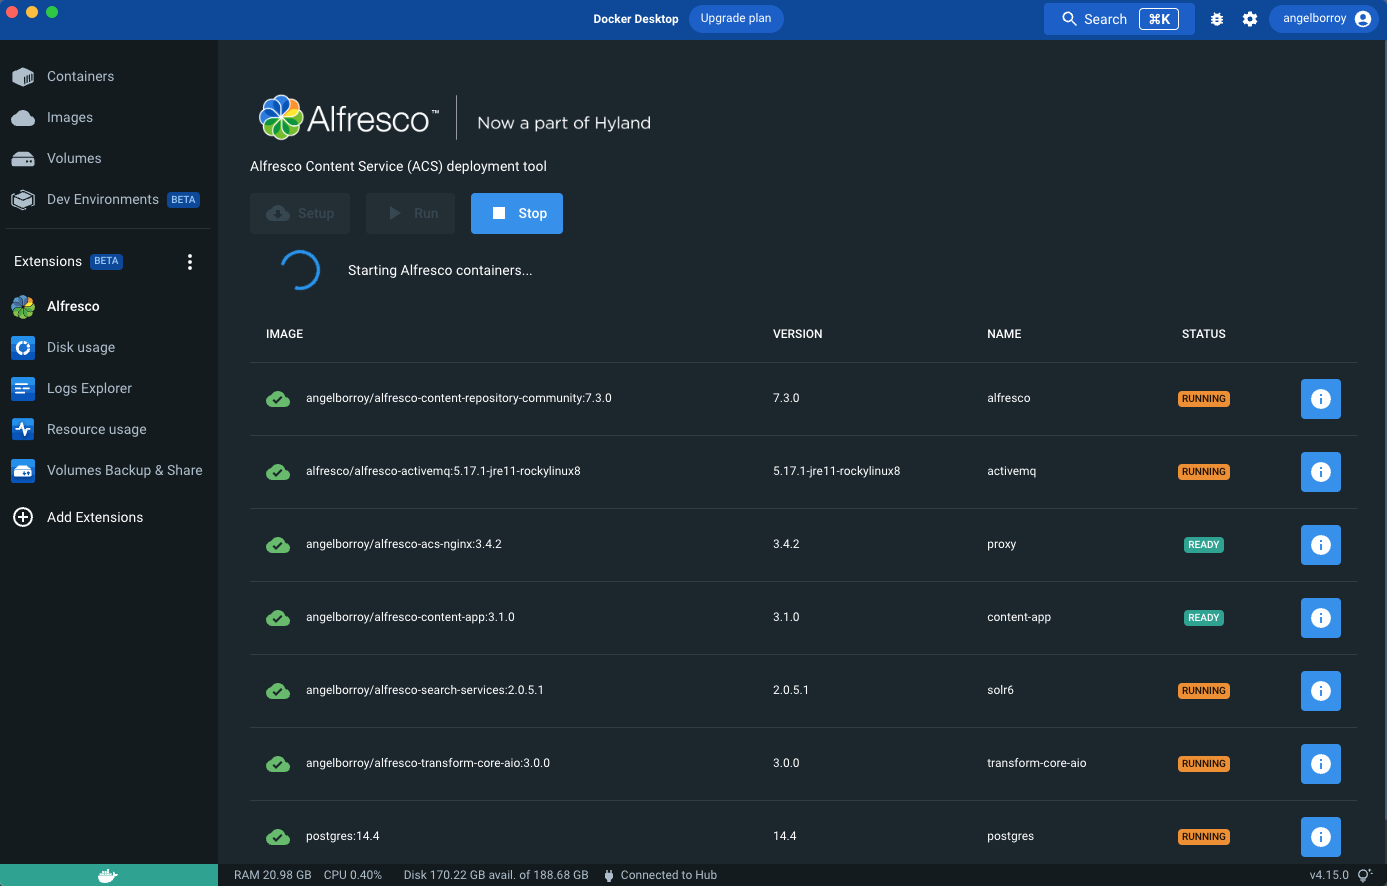 Docker Desktop Upgrade plan Search ⌘K angelborroy
Containers
Images
Volumes
Dev Environments BETA
Extensions BETA
Alfresco
Disk usage
Logs Explorer
Resource usage
Volumes Backup & Share
Add Extensions
Alfresco™ Now a part of Hyland
Alfresco Content Service (ACS) deployment tool
Setup Run Stop
Starting Alfresco containers...
IMAGE VERSION NAME STATUS
angelborroy/alfresco-content-repository-community:7.3.0 7.3.0 alfresco RUNNING
alfresco/alfresco-activemq:5.17.1-jre11-rockylinux8 5.17.1-jre11-rockylinux8 activemq RUNNING
angelborroy/alfresco-acs-nginx:3.4.2 3.4.2 proxy READY
angelborroy/alfresco-content-app:3.1.0 3.1.0 content-app READY
angelborroy/alfresco-search-services:2.0.5.1 2.0.5.1 solr6 RUNNING
angelborroy/alfresco-transform-core-aio:3.0.0 3.0.0 transform-core-aio RUNNING
postgres:14.4 14.4 postgres RUNNING
RAM 20.98 GB CPU 0.40% Disk 170.22 GB avail. of 188.68 GB Connected to Hub v4.15.0